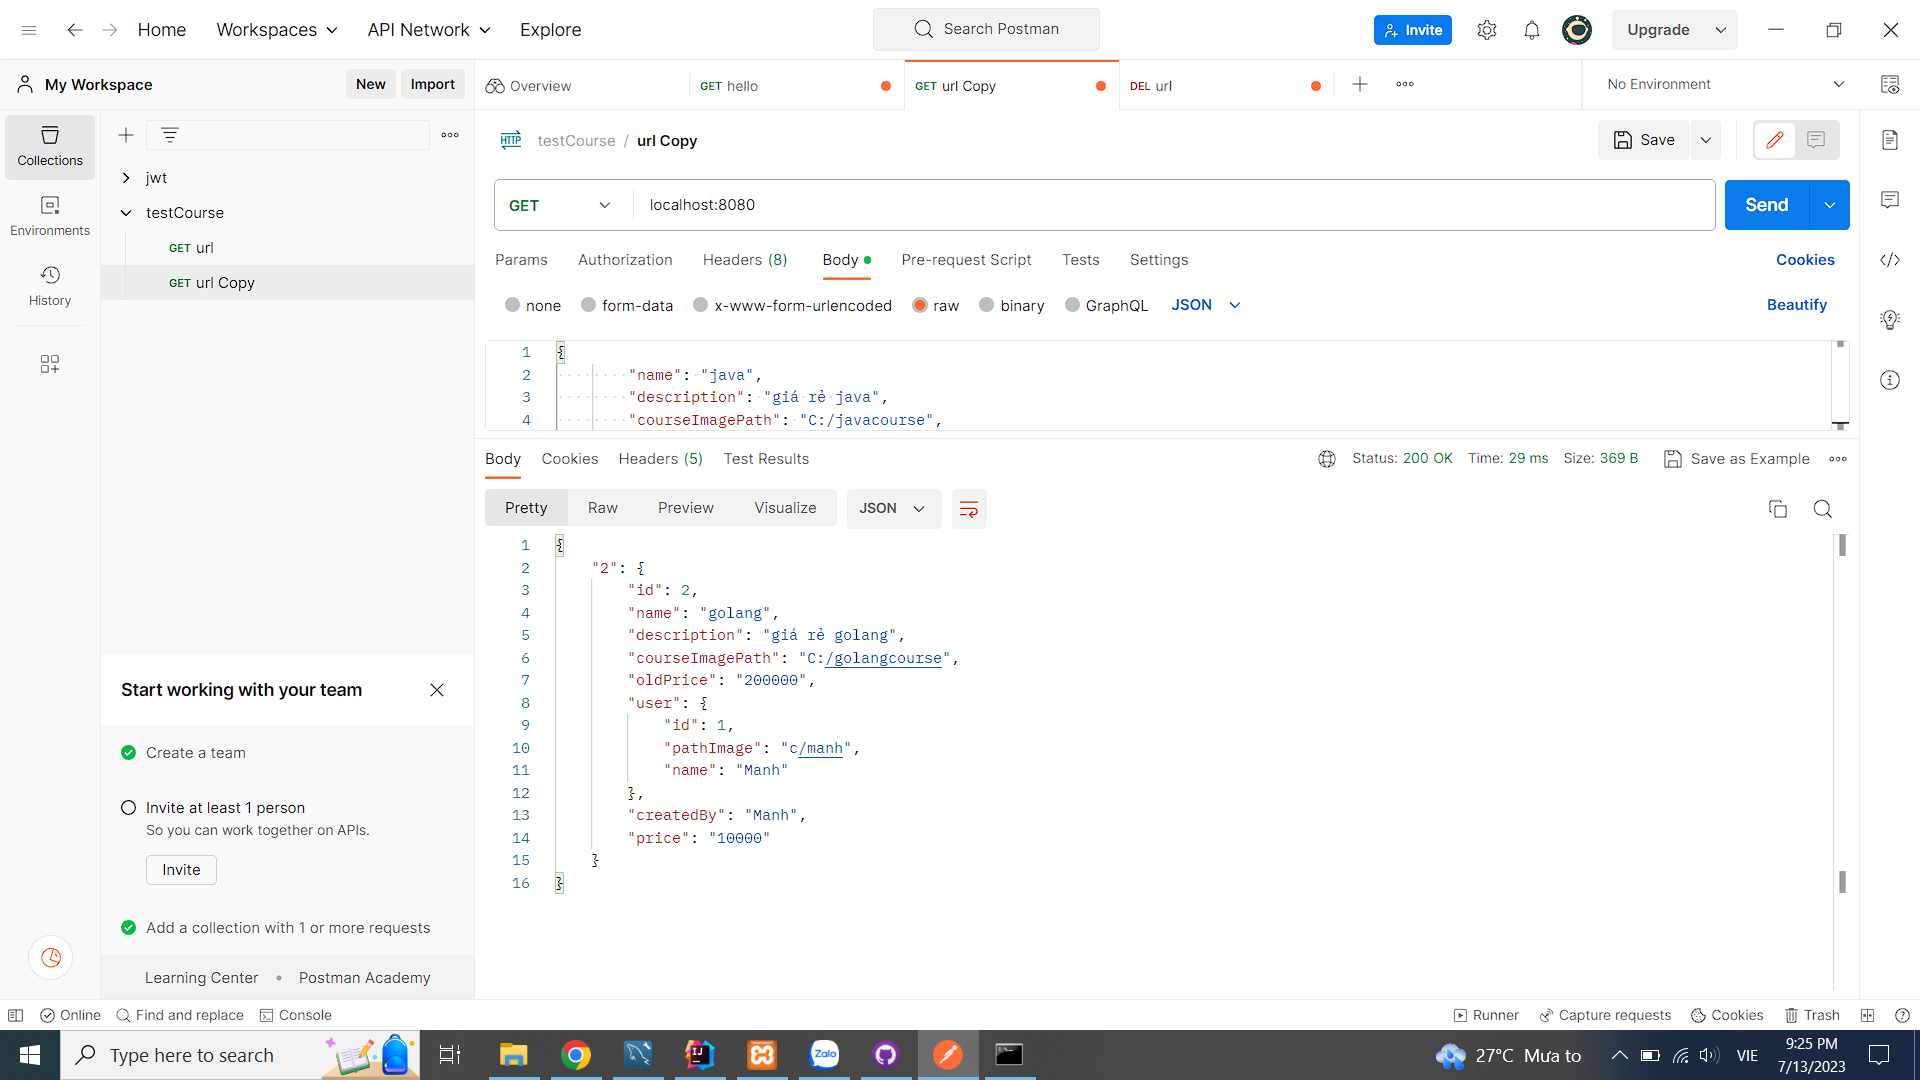 Home Workspaces API Network Explore Search Postman Invite Upgrade
My Workspace New Import Overview GET hello GET url Copy DEL url No Environment
Collections
Environments
History
jwt
testCourse
GET url
GET url Copy
Start working with your team
Create a team
Invite at least 1 person
So you can work together on APIs.
Invite
Add a collection with 1 or more requests
Learning Center • Postman Academy
HTTP testCourse / url Copy Save
GET localhost:8080 Send
Params Authorization Headers (8) Body Pre-request Script Tests Settings Cookies
none form-data x-www-form-urlencoded raw binary GraphQL JSON Beautify
1 {
2 "name": "java",
3 "description": "giá rẻ java",
4 "courseImagePath": "C:/javacourse",
Body Cookies Headers (5) Test Results Status: 200 OK Time: 29 ms Size: 369 B Save as Example
Pretty Raw Preview Visualize JSON
1 {
2 "2": {
3 "id": 2,
4 "name": "golang",
5 "description": "giá rẻ golang",
6 "courseImagePath": "C:/golangcourse",
7 "oldPrice": "200000",
8 "user": {
9 "id": 1,
10 "pathImage": "c/manh",
11 "name": "Manh"
12 },
13 "createdBy": "Manh",
14 "price": "10000"
15 }
16 }
Online Find and replace Console Runner Capture requests Cookies Trash
Type here to search Zalo 27°C Mưa to VIE 9:25 PM
7/13/2023